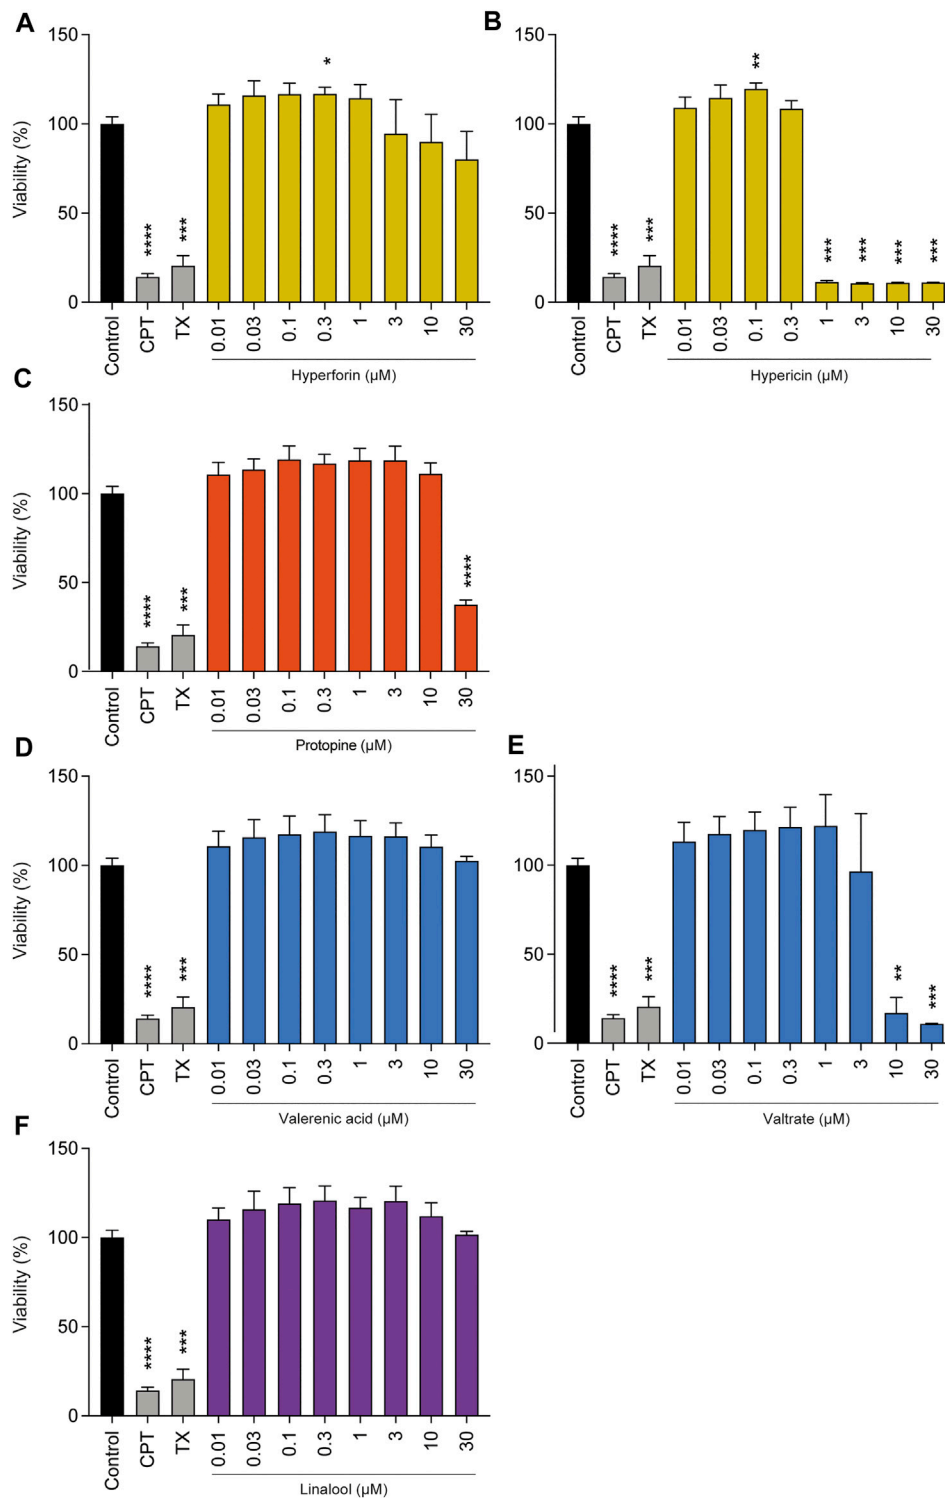 A
150
100
50
0
Viability (%)
*
****
***
Control
CPT
TX
0.01
0.03
0.1
0.3
1
3
10
30
Hyperforin (µM)
B
150
100
50
0
Viability (%)
**
****
***
***
***
***
***
Control
CPT
TX
0.01
0.03
0.1
0.3
1
3
10
30
Hypericin (µM)
C
150
100
50
0
Viability (%)
****
***
****
Control
CPT
TX
0.01
0.03
0.1
0.3
1
3
10
30
Protopine (µM)
D
150
100
50
0
Viability (%)
****
***
Control
CPT
TX
0.01
0.03
0.1
0.3
1
3
10
30
Valerenic acid (µM)
E
150
100
50
0
Viability (%)
****
***
**
***
Control
CPT
TX
0.01
0.03
0.1
0.3
1
3
10
30
Valtrate (µM)
F
150
100
50
0
Viability (%)
****
***
Control
CPT
TX
0.01
0.03
0.1
0.3
1
3
10
30
Linalool (µM)